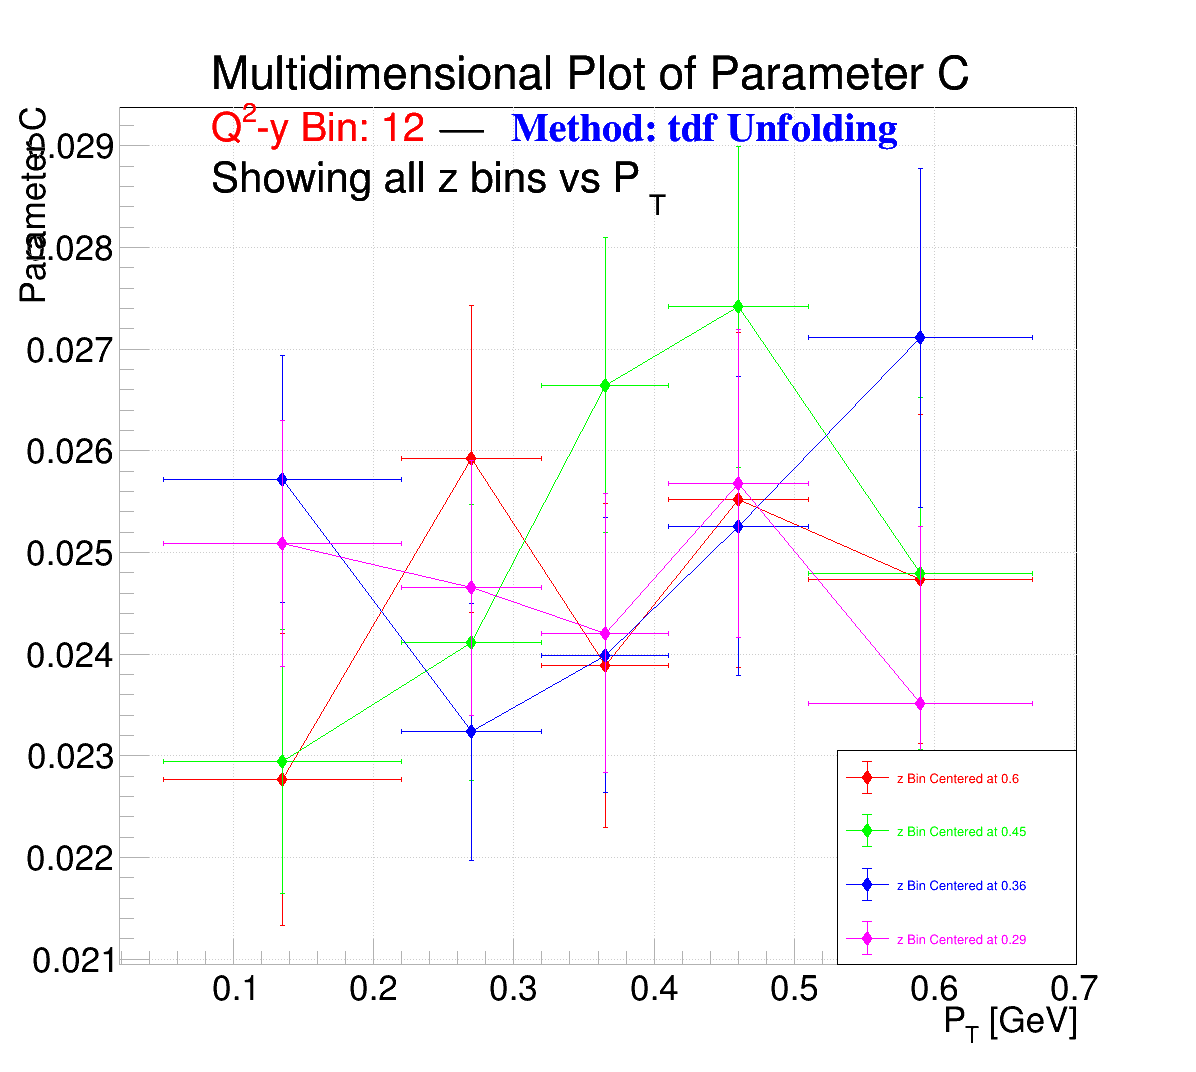 Multidimensional Plot of Parameter C
Q²-y Bin: 12 — Method: tdf Unfolding
Showing all z bins vs P_T
Parameter C
0.029
0.028
0.027
0.026
0.025
0.024
0.023
0.022
0.021
z Bin Centered at 0.6
z Bin Centered at 0.45
z Bin Centered at 0.36
z Bin Centered at 0.29
0.1 0.2 0.3 0.4 0.5 0.6 0.7
P_T [GeV]